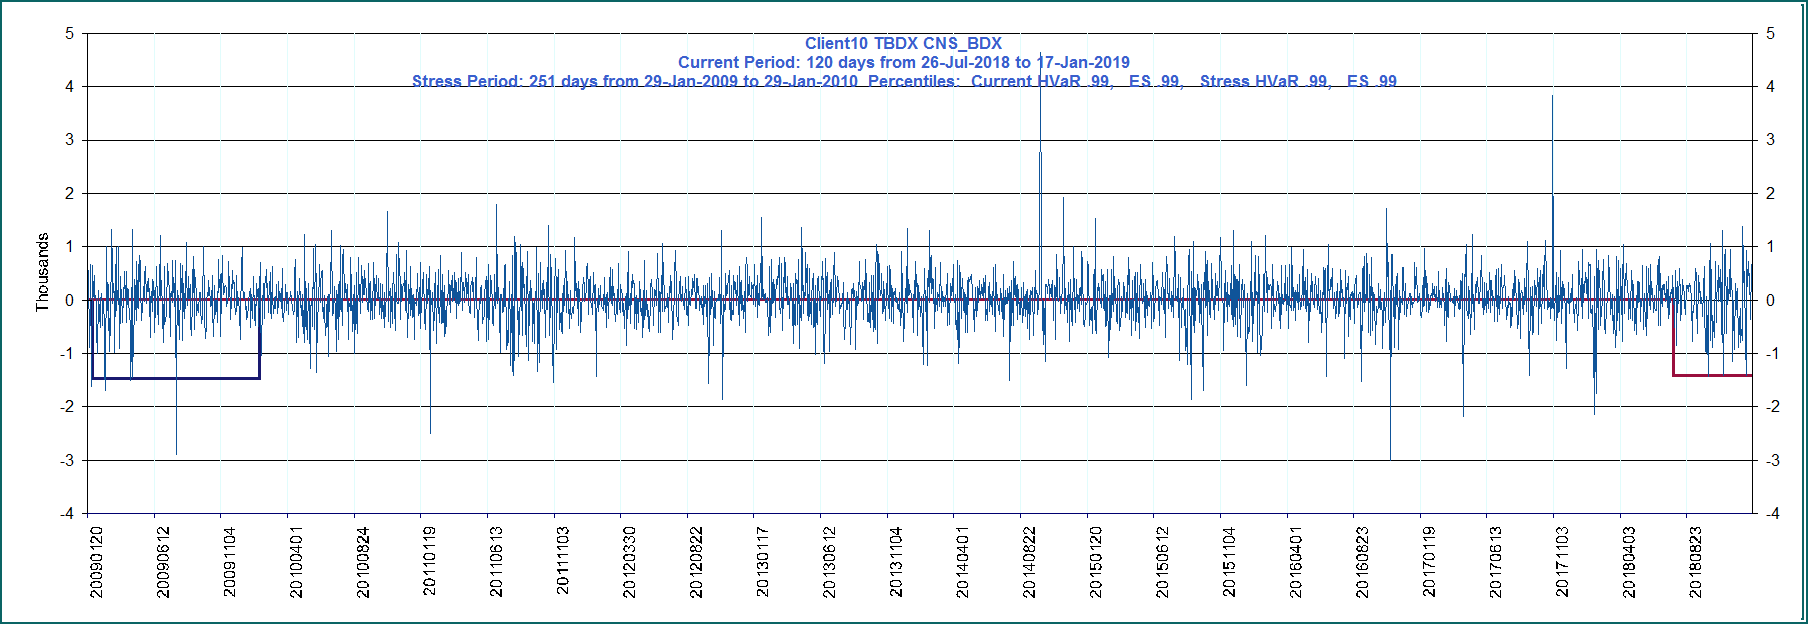 Client10 TBDX CNS_BDX
Current Period: 120 days from 26-Jul-2018 to 17-Jan-2019
Stress Period: 251 days from 29-Jan-2009 to 29-Jan-2010 Percentiles: Current HVaR .99, ES .99, Stress HVaR .99, ES .99
5 5
4 4
3 3
2 2
1 1
Thousands
0 0
-1 -1
-2 -2
-3 -3
-4 -4
20090120 20090612 20091104 20100401 20100824 20110119 20110613 20111103 20120330 20120822 20130117 20130612 20131104 20140401 20140822 20150120 20150612 20151104 20160401 20160823 20170119 20170613 20171103 20180403 20180823